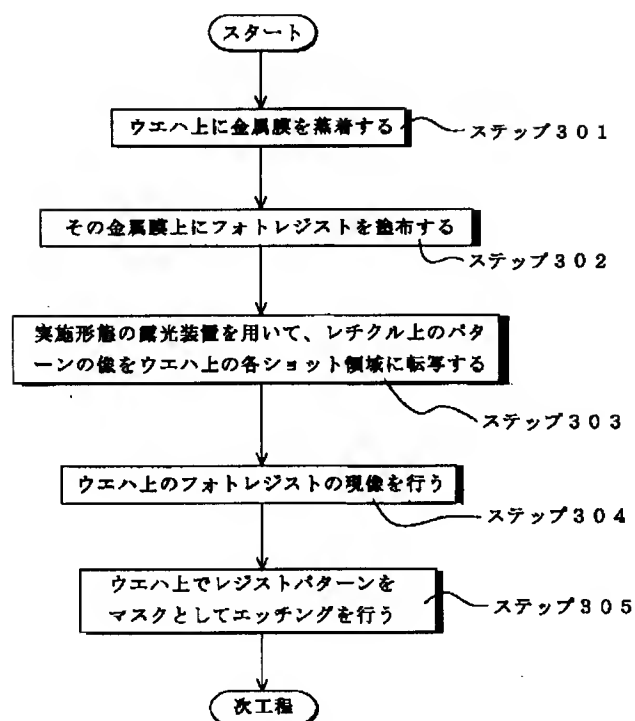 スタート
ウエハ上に金属膜を蒸着する
ステップ301
その金属膜上にフォトレジストを塗布する
ステップ302
実施形態の露光装置を用いて、レチクル上のパタ
ーンの像をウエハ上の各ショット領域に転写する
ステップ303
ウエハ上のフォトレジストの現像を行う
ステップ304
ウエハ上でレジストパターンを
マスクとしてエッチングを行う
ステップ305
次工程